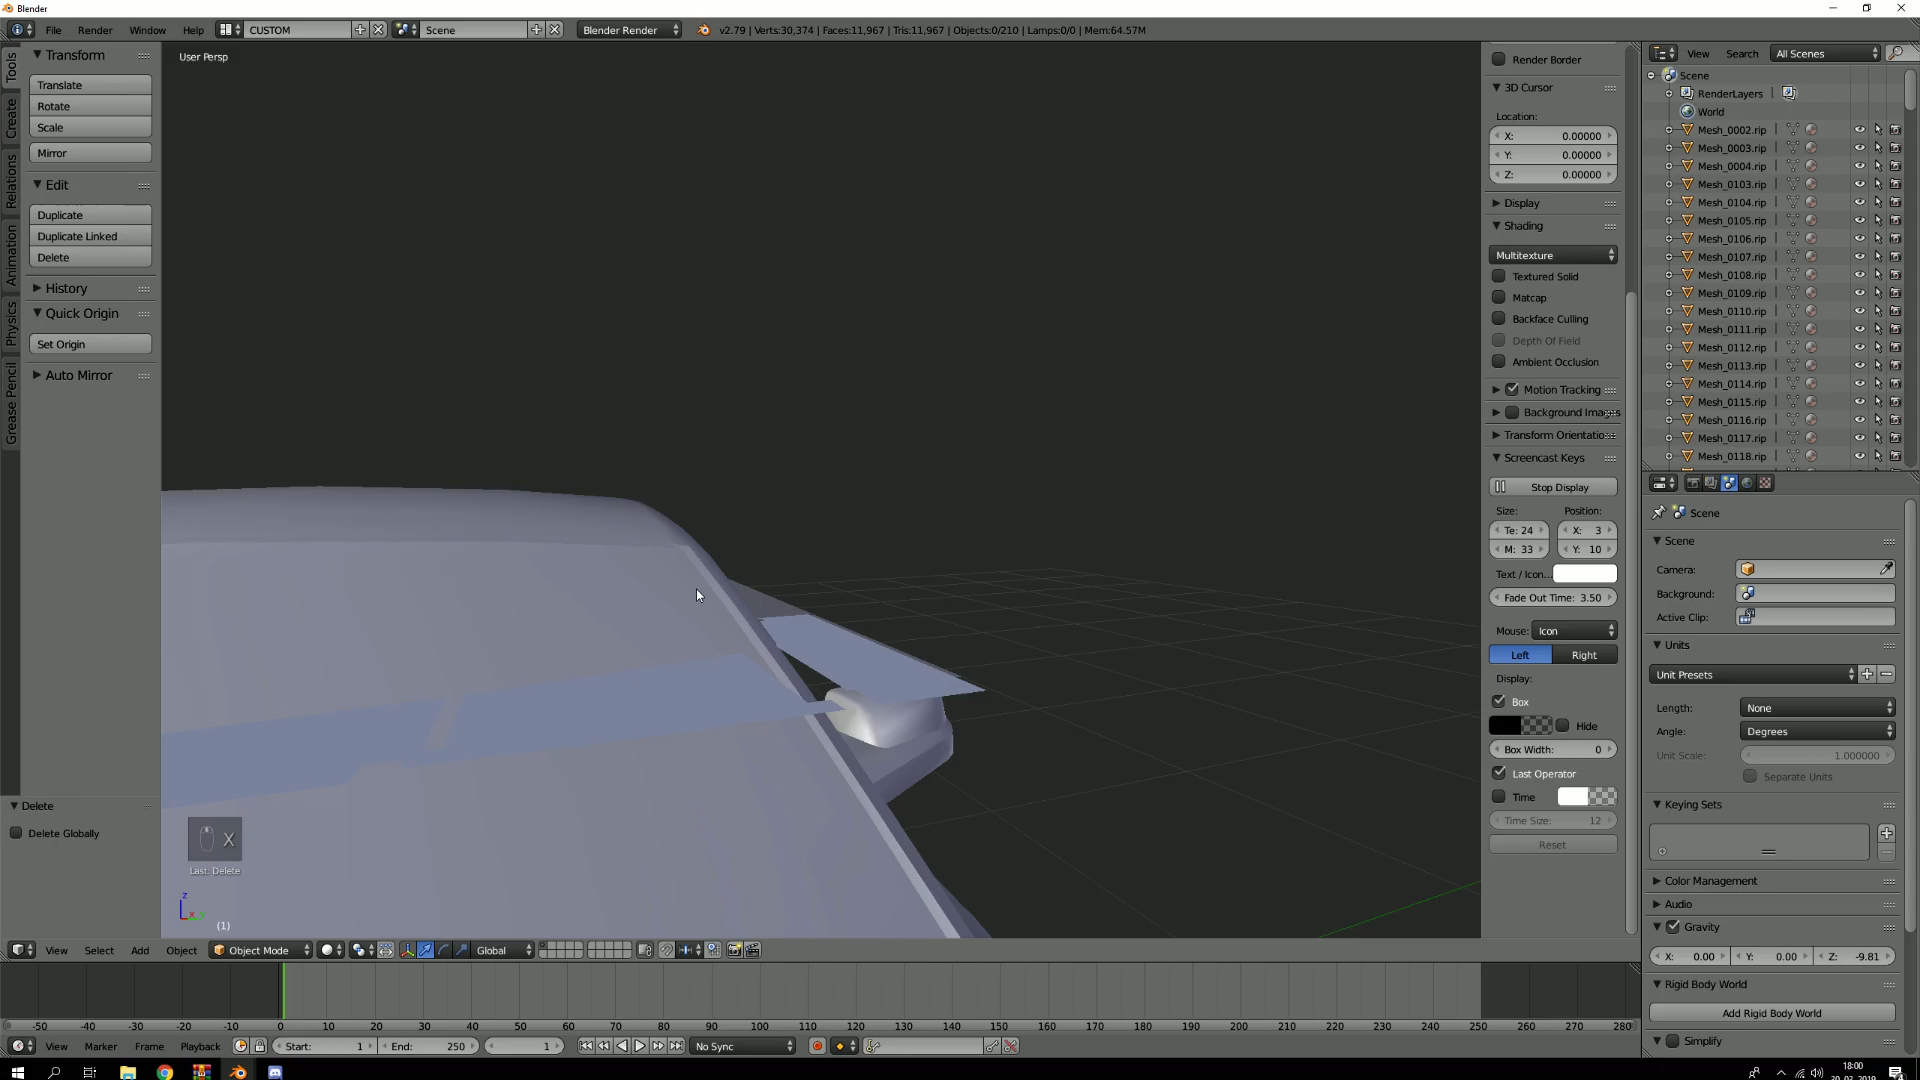 Blender
File Render Window Help CUSTOM Scene Blender Render v2.79 | Verts:30,374 | Faces:11,967 | Tris:11,967 | Objects:0/210 | Lamps:0/0 | Mem:64.57M
Tools
Create
Relations
Animation
Physics
Grease Pencil
Transform
Translate
Rotate
Scale
Mirror
Edit
Duplicate
Duplicate Linked
Delete
History
Quick Origin
Set Origin
Auto Mirror
Delete
Delete Globally
User Persp
X
Last: Delete
(1)
Render Border
3D Cursor
Location:
X: 0.00000
Y: 0.00000
Z: 0.00000
Display
Shading
Multitexture
Textured Solid
Matcap
Backface Culling
Depth Of Field
Ambient Occlusion
Motion Tracking
Background Images
Transform Orientatio
Screencast Keys
Stop Display
Size: Position:
Te: 24 X: 3
M: 33 Y: 10
Text / Icon...
Fade Out Time: 3.50
Mouse: Icon
Left Right
Display:
Box
Hide
Box Width: 0
Last Operator
Time
Time Size: 12
Reset
View Search All Scenes
Scene
RenderLayers
World
Mesh_0002.rip
Mesh_0003.rip
Mesh_0004.rip
Mesh_0103.rip
Mesh_0104.rip
Mesh_0105.rip
Mesh_0106.rip
Mesh_0107.rip
Mesh_0108.rip
Mesh_0109.rip
Mesh_0110.rip
Mesh_0111.rip
Mesh_0112.rip
Mesh_0113.rip
Mesh_0114.rip
Mesh_0115.rip
Mesh_0116.rip
Mesh_0117.rip
Mesh_0118.rip
Scene
Scene
Camera:
Background:
Active Clip:
Units
Unit Presets
Length: None
Angle: Degrees
Unit Scale: 1.000000
Separate Units
Keying Sets
Color Management
Audio
Gravity
X: 0.00 Y: 0.00 Z: -9.81
Rigid Body World
Add Rigid Body World
Simplify
View Select Add Object Object Mode Global
-50 -40 -30 -20 -10 0 10 20 30 40 50 60 70 80 90 100 110 120 130 140 150 160 170 180 190 200 210 220 230 240 250 260 270 280
View Marker Frame Playback Start: 1 End: 250 1 No Sync
18:00